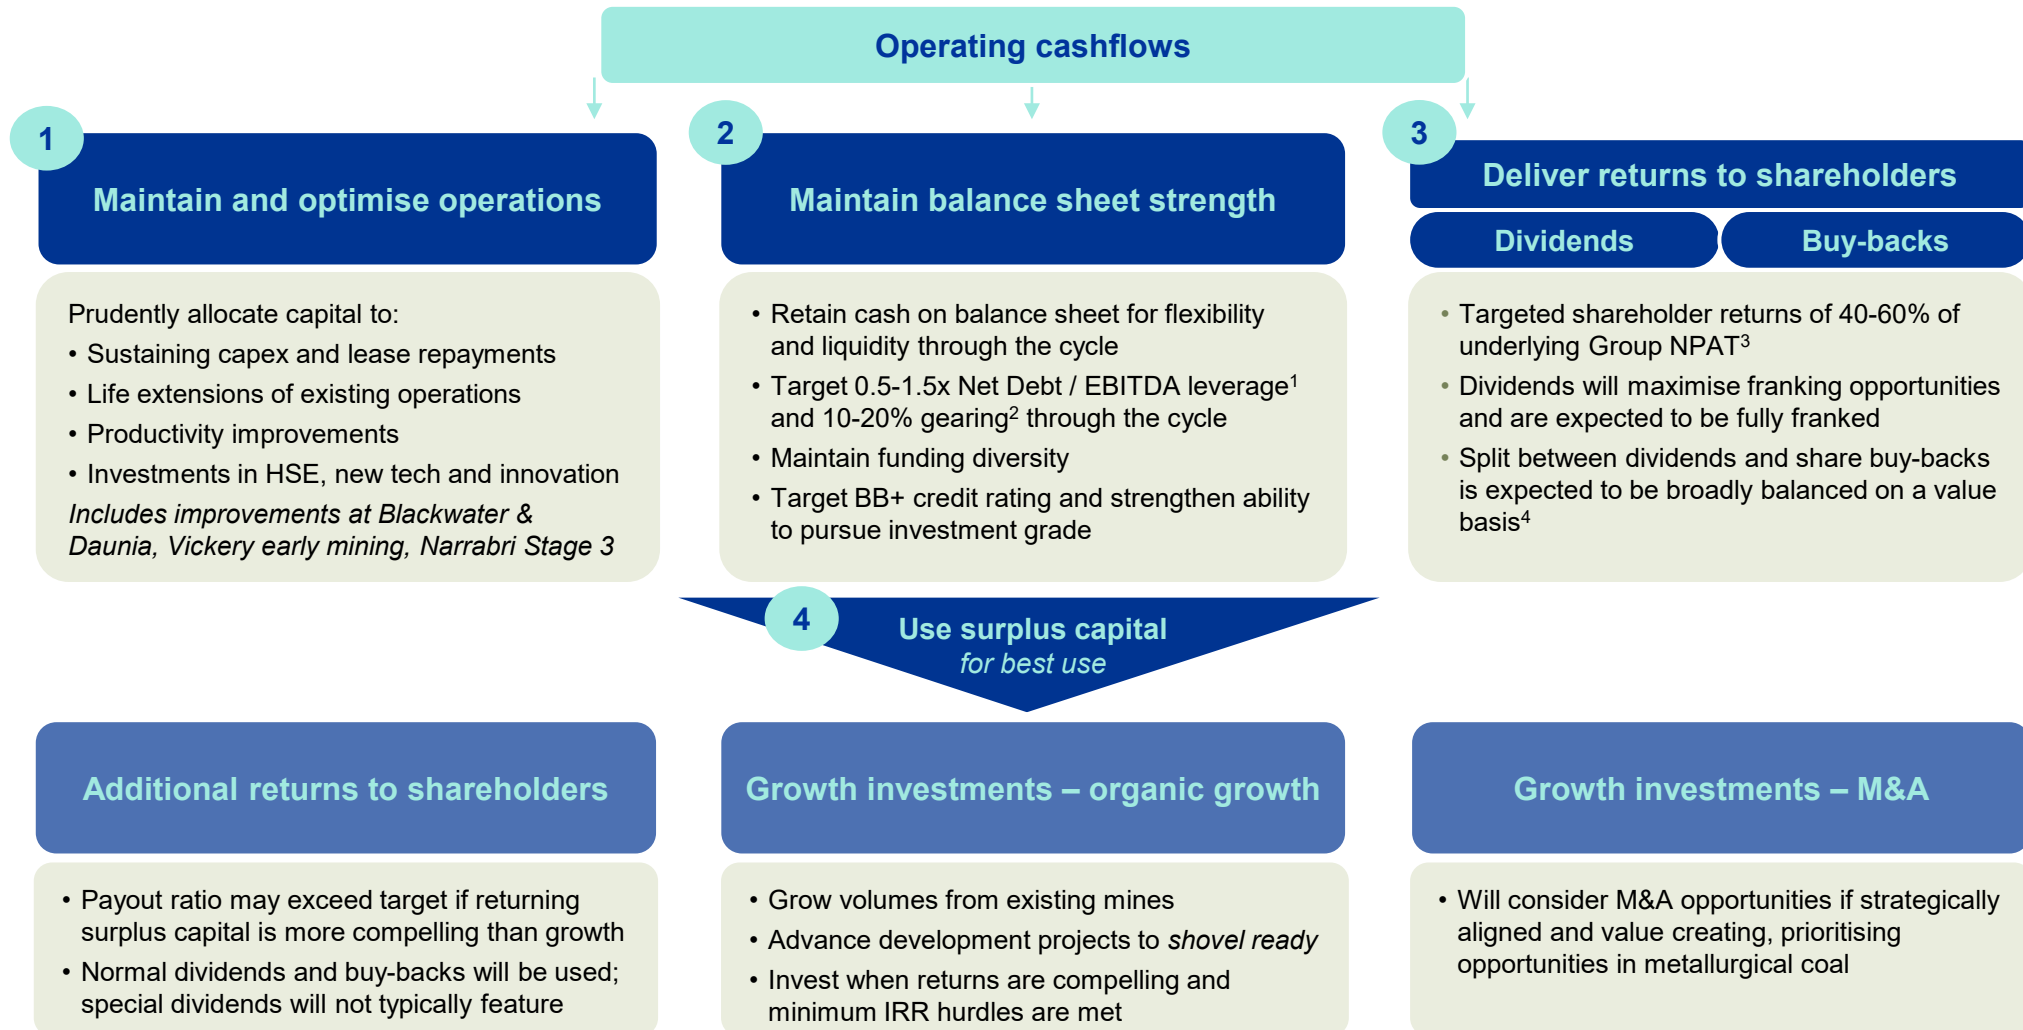 Operating cashflows
1
Maintain and optimise operations
Prudently allocate capital to:
• Sustaining capex and lease repayments
• Life extensions of existing operations
• Productivity improvements
• Investments in HSE, new tech and innovation
Includes improvements at Blackwater &
Daunia, Vickery early mining, Narrabri Stage 3
2
Maintain balance sheet strength
• Retain cash on balance sheet for flexibility
and liquidity through the cycle
• Target 0.5-1.5x Net Debt / EBITDA leverage¹
and 10-20% gearing² through the cycle
• Maintain funding diversity
• Target BB+ credit rating and strengthen ability
to pursue investment grade
3
Deliver returns to shareholders
Dividends
Buy-backs
• Targeted shareholder returns of 40-60% of
underlying Group NPAT³
• Dividends will maximise franking opportunities
and are expected to be fully franked
• Split between dividends and share buy-backs
is expected to be broadly balanced on a value
basis⁴
4
Use surplus capital
for best use
Additional returns to shareholders
• Payout ratio may exceed target if returning
surplus capital is more compelling than growth
• Normal dividends and buy-backs will be used;
special dividends will not typically feature
Growth investments – organic growth
• Grow volumes from existing mines
• Advance development projects to shovel ready
• Invest when returns are compelling and
minimum IRR hurdles are met
Growth investments – M&A
• Will consider M&A opportunities if strategically
aligned and value creating, prioritising
opportunities in metallurgical coal